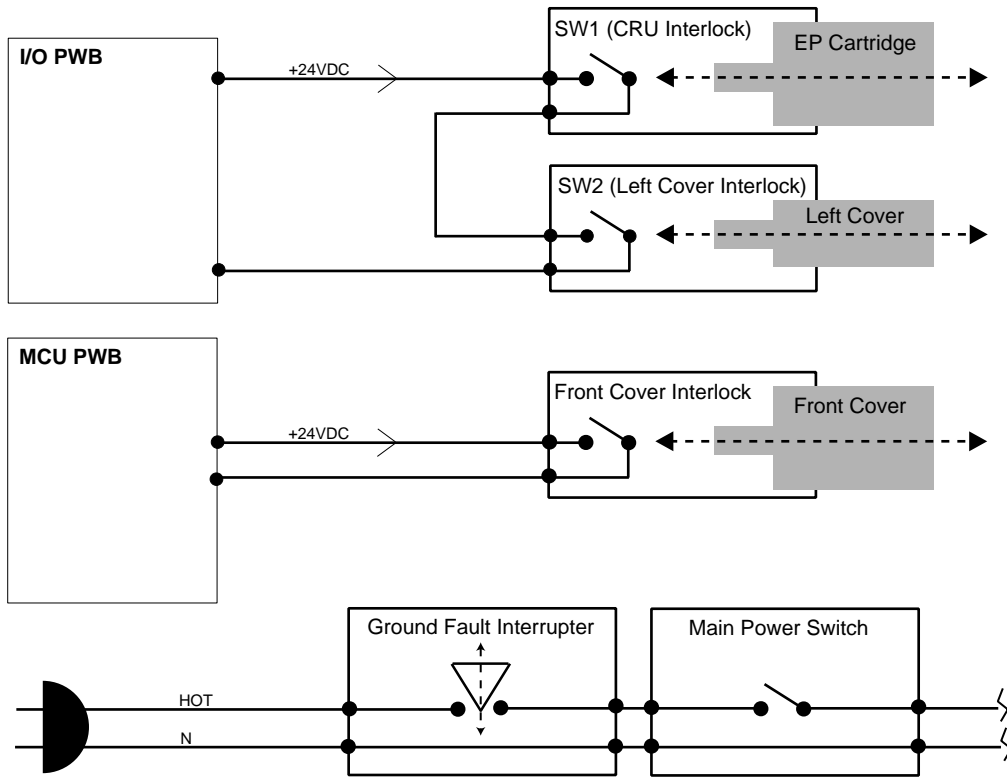 I/O PWB
+24VDC
SW1 (CRU Interlock)
EP Cartridge
SW2 (Left Cover Interlock)
Left Cover
MCU PWB
+24VDC
Front Cover Interlock
Front Cover
Ground Fault Interrupter
Main Power Switch
HOT
N